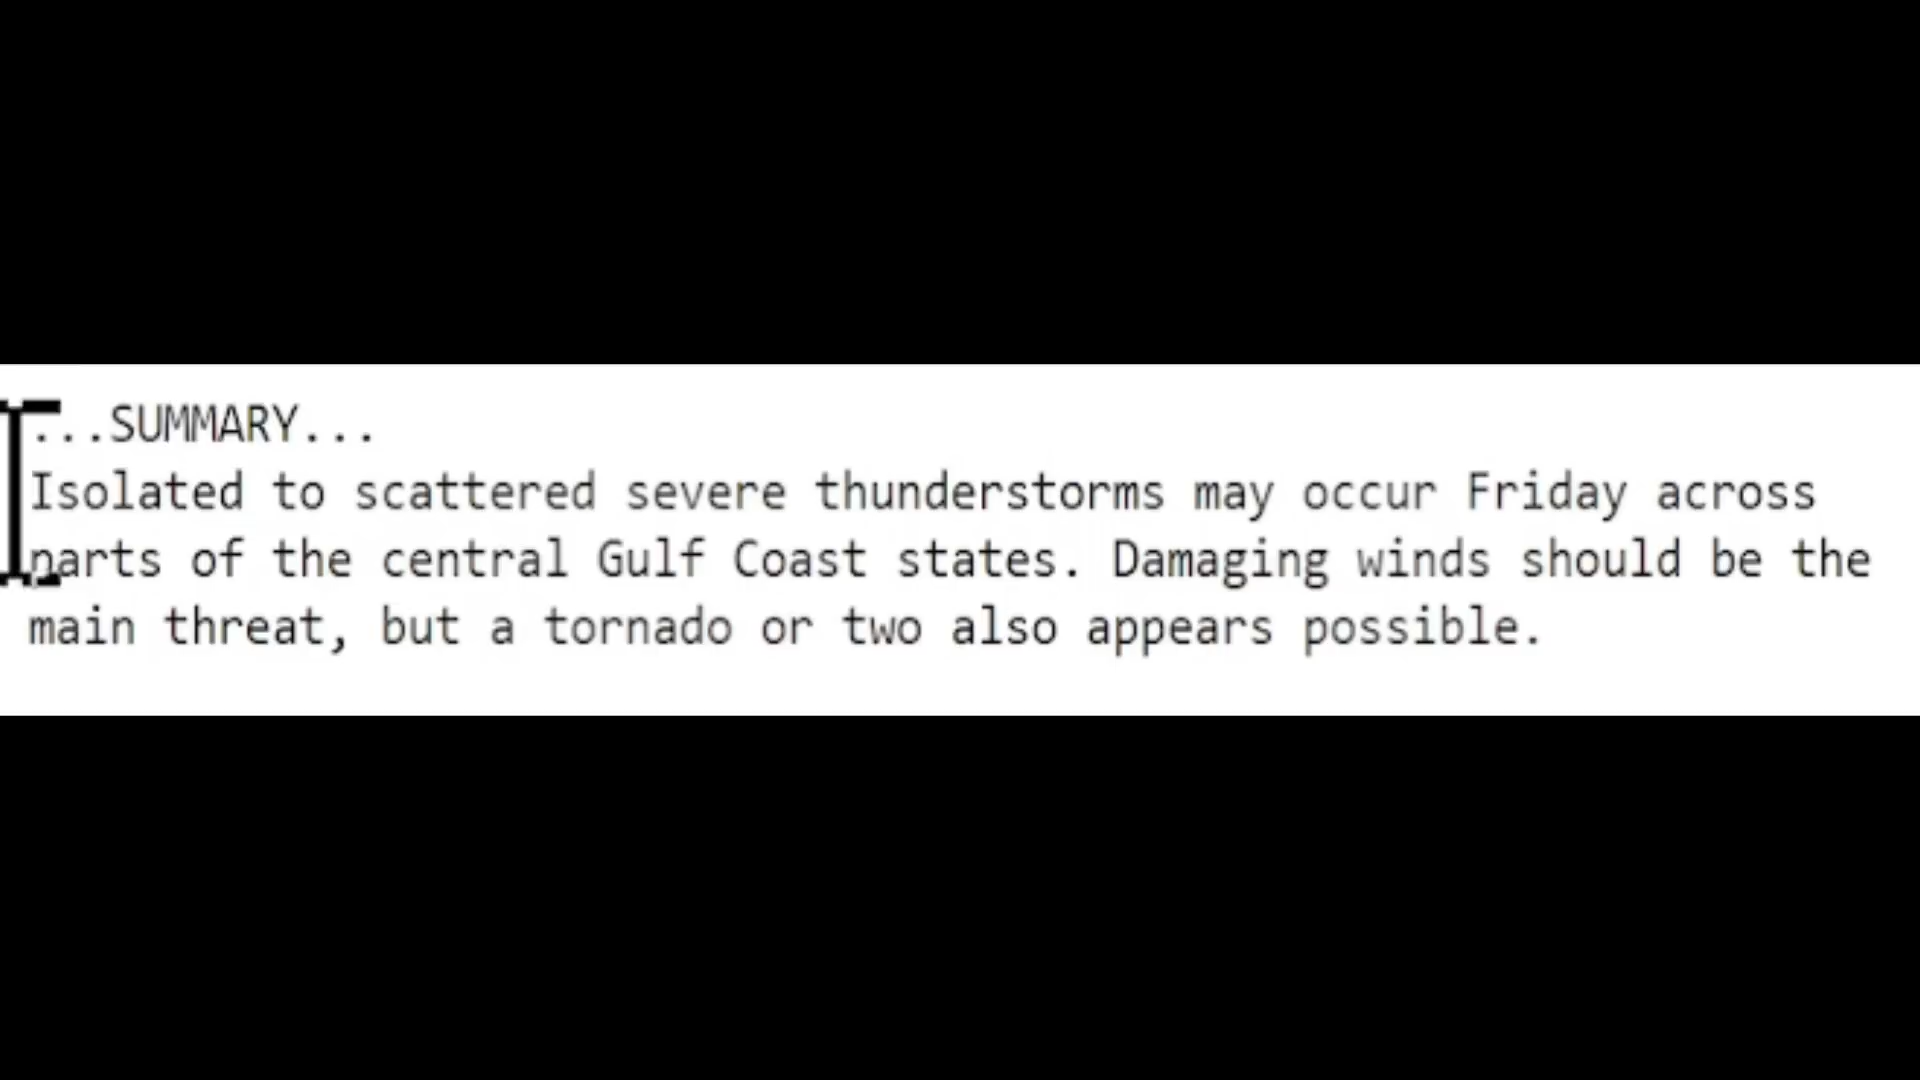 ...SUMMARY...
Isolated to scattered severe thunderstorms may occur Friday across
parts of the central Gulf Coast states. Damaging winds should be the
main threat, but a tornado or two also appears possible.